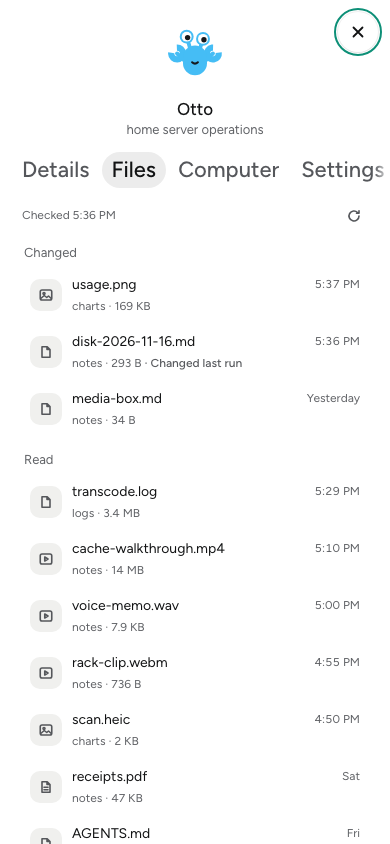 Otto
home server operations
Details Files Computer Settings
Checked 5:36 PM
Changed
usage.png 5:37 PM
charts · 169 KB
disk-2026-11-16.md 5:36 PM
notes · 293 B · Changed last run
media-box.md Yesterday
notes · 34 B
Read
transcode.log 5:29 PM
logs · 3.4 MB
cache-walkthrough.mp4 5:10 PM
notes · 14 MB
voice-memo.wav 5:00 PM
notes · 7.9 KB
rack-clip.webm 4:55 PM
notes · 736 B
scan.heic 4:50 PM
charts · 2 KB
receipts.pdf Sat
notes · 47 KB
AGENTS.md Fri